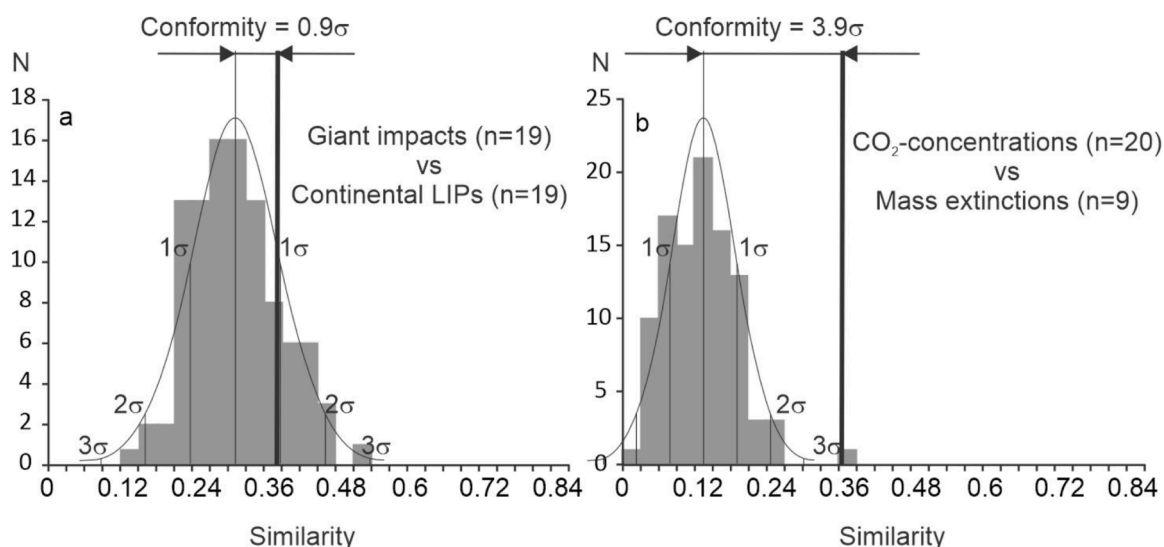 Conformity = 0.9σ
N
18
16
14
12
10
8
6
4
2
0
a
Giant impacts (n=19)
vs
Continental LIPs (n=19)
1σ
1σ
2σ
2σ
3σ
3σ
0 0.12 0.24 0.36 0.48 0.60 0.72 0.84
Similarity
Conformity = 3.9σ
N
25
20
15
10
5
0
b
CO₂-concentrations (n=20)
vs
Mass extinctions (n=9)
1σ
1σ
2σ
3σ
0 0.12 0.24 0.36 0.48 0.60 0.72 0.84
Similarity